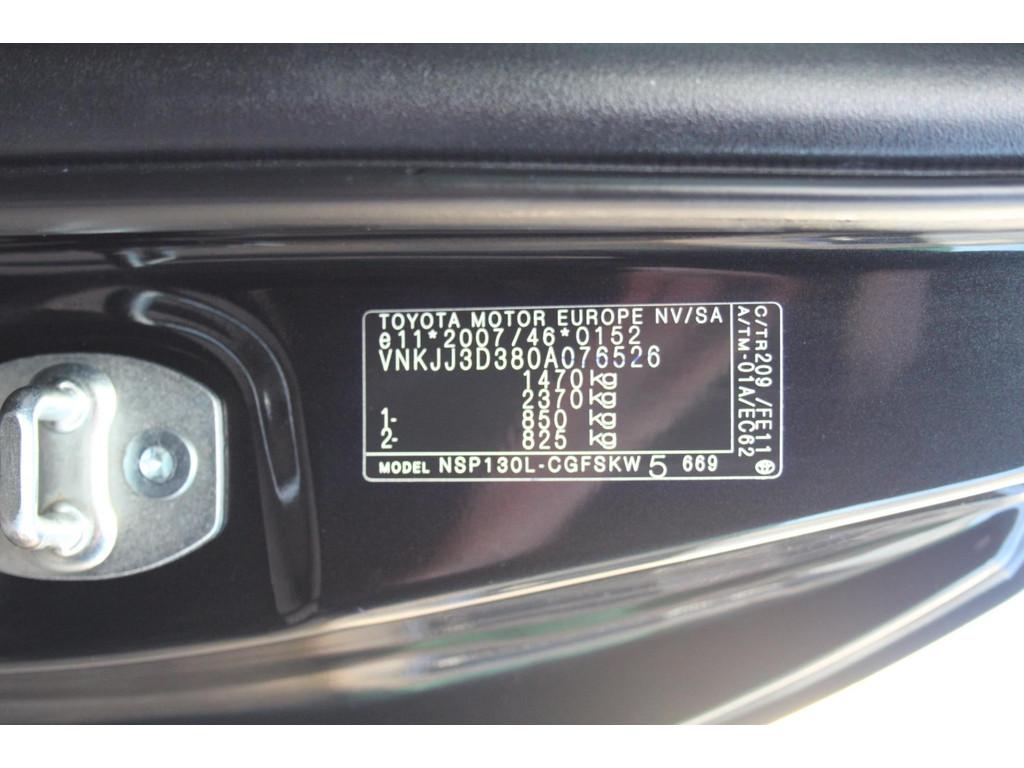 TOYOTA MOTOR EUROPE NV/SA
e11*2007/46*0152
VNKJJ3D380A076526
1470 kg
2370 kg
1- 850 kg
2- 825 kg
MODEL NSP130L-CGFSKW 5 669
C/TR209 /FE11
A/TM-01A/EC62